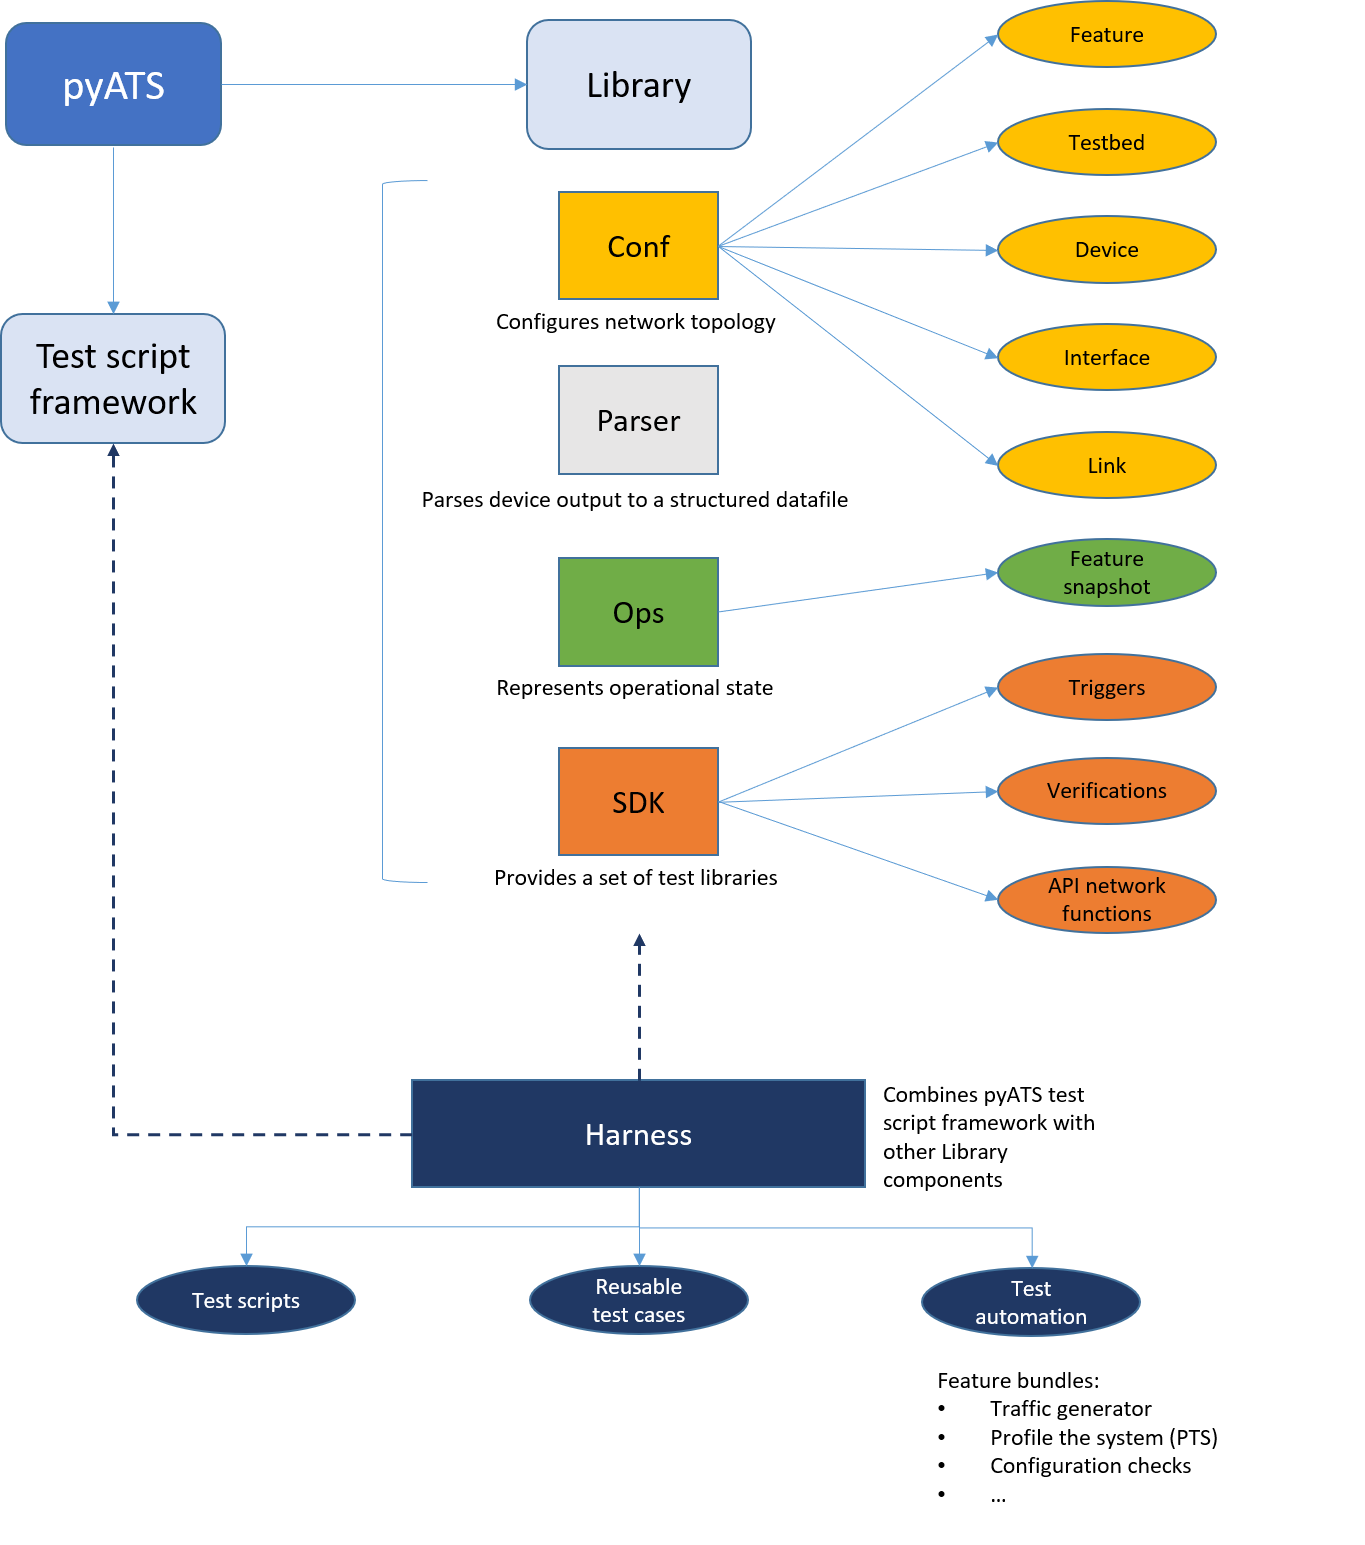 pyATS
Library
Test script
framework
Conf
Configures network topology
Parser
Parses device output to a structured datafile
Ops
Represents operational state
SDK
Provides a set of test libraries
Feature
Testbed
Device
Interface
Link
Feature
snapshot
Triggers
Verifications
API network
functions
Harness
Combines pyATS test
script framework with
other Library
components
Test scripts
Reusable
test cases
Test
automation
Feature bundles:
• Traffic generator
• Profile the system (PTS)
• Configuration checks
• ...